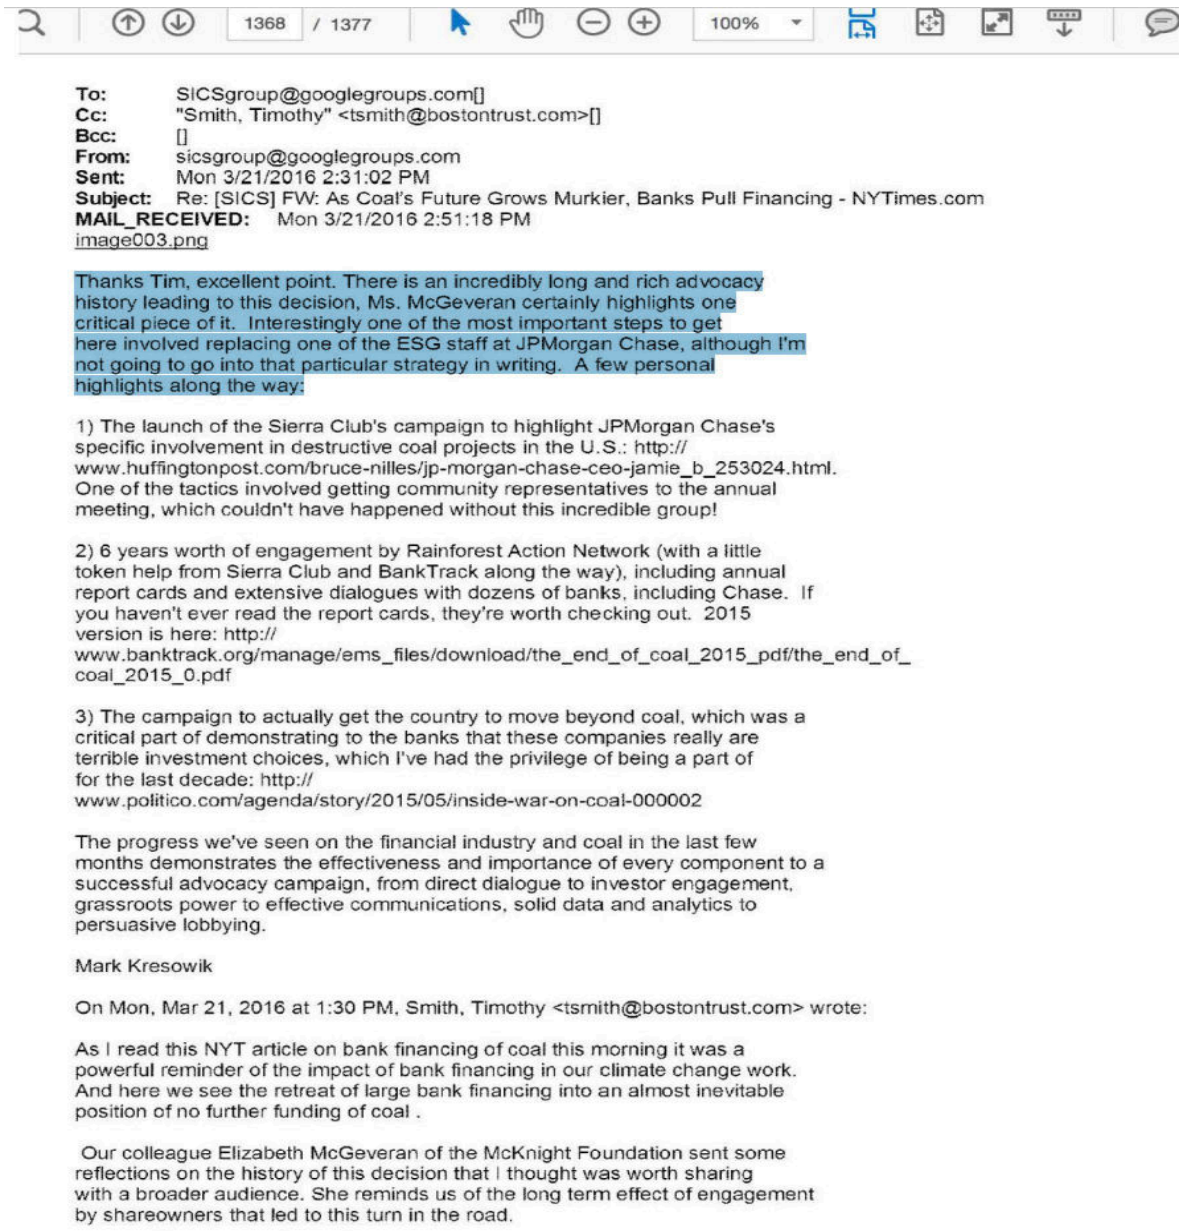 1368 / 1377 100%
To: SICSgroup@googlegroups.com[]
Cc: "Smith, Timothy" <tsmith@bostontrust.com>[]
Bcc: []
From: sicsgroup@googlegroups.com
Sent: Mon 3/21/2016 2:31:02 PM
Subject: Re: [SICS] FW: As Coal's Future Grows Murkier, Banks Pull Financing - NYTimes.com
MAIL_RECEIVED: Mon 3/21/2016 2:51:18 PM
image003.png
Thanks Tim, excellent point. There is an incredibly long and rich advocacy
history leading to this decision, Ms. McGeveran certainly highlights one
critical piece of it. Interestingly one of the most important steps to get
here involved replacing one of the ESG staff at JPMorgan Chase, although I'm
not going to go into that particular strategy in writing. A few personal
highlights along the way:
1) The launch of the Sierra Club's campaign to highlight JPMorgan Chase's
specific involvement in destructive coal projects in the U.S.: http://
www.huffingtonpost.com/bruce-nilles/jp-morgan-chase-ceo-jamie_b_253024.html.
One of the tactics involved getting community representatives to the annual
meeting, which couldn't have happened without this incredible group!
2) 6 years worth of engagement by Rainforest Action Network (with a little
token help from Sierra Club and BankTrack along the way), including annual
report cards and extensive dialogues with dozens of banks, including Chase. If
you haven't ever read the report cards, they're worth checking out. 2015
version is here: http://
www.banktrack.org/manage/ems_files/download/the_end_of_coal_2015_pdf/the_end_of_
coal_2015_0.pdf
3) The campaign to actually get the country to move beyond coal, which was a
critical part of demonstrating to the banks that these companies really are
terrible investment choices, which I've had the privilege of being a part of
for the last decade: http://
www.politico.com/agenda/story/2015/05/inside-war-on-coal-000002
The progress we've seen on the financial industry and coal in the last few
months demonstrates the effectiveness and importance of every component to a
successful advocacy campaign, from direct dialogue to investor engagement,
grassroots power to effective communications, solid data and analytics to
persuasive lobbying.
Mark Kresowik
On Mon, Mar 21, 2016 at 1:30 PM, Smith, Timothy <tsmith@bostontrust.com> wrote:
As I read this NYT article on bank financing of coal this morning it was a
powerful reminder of the impact of bank financing in our climate change work.
And here we see the retreat of large bank financing into an almost inevitable
position of no further funding of coal .
Our colleague Elizabeth McGeveran of the McKnight Foundation sent some
reflections on the history of this decision that I thought was worth sharing
with a broader audience. She reminds us of the long term effect of engagement
by shareowners that led to this turn in the road.